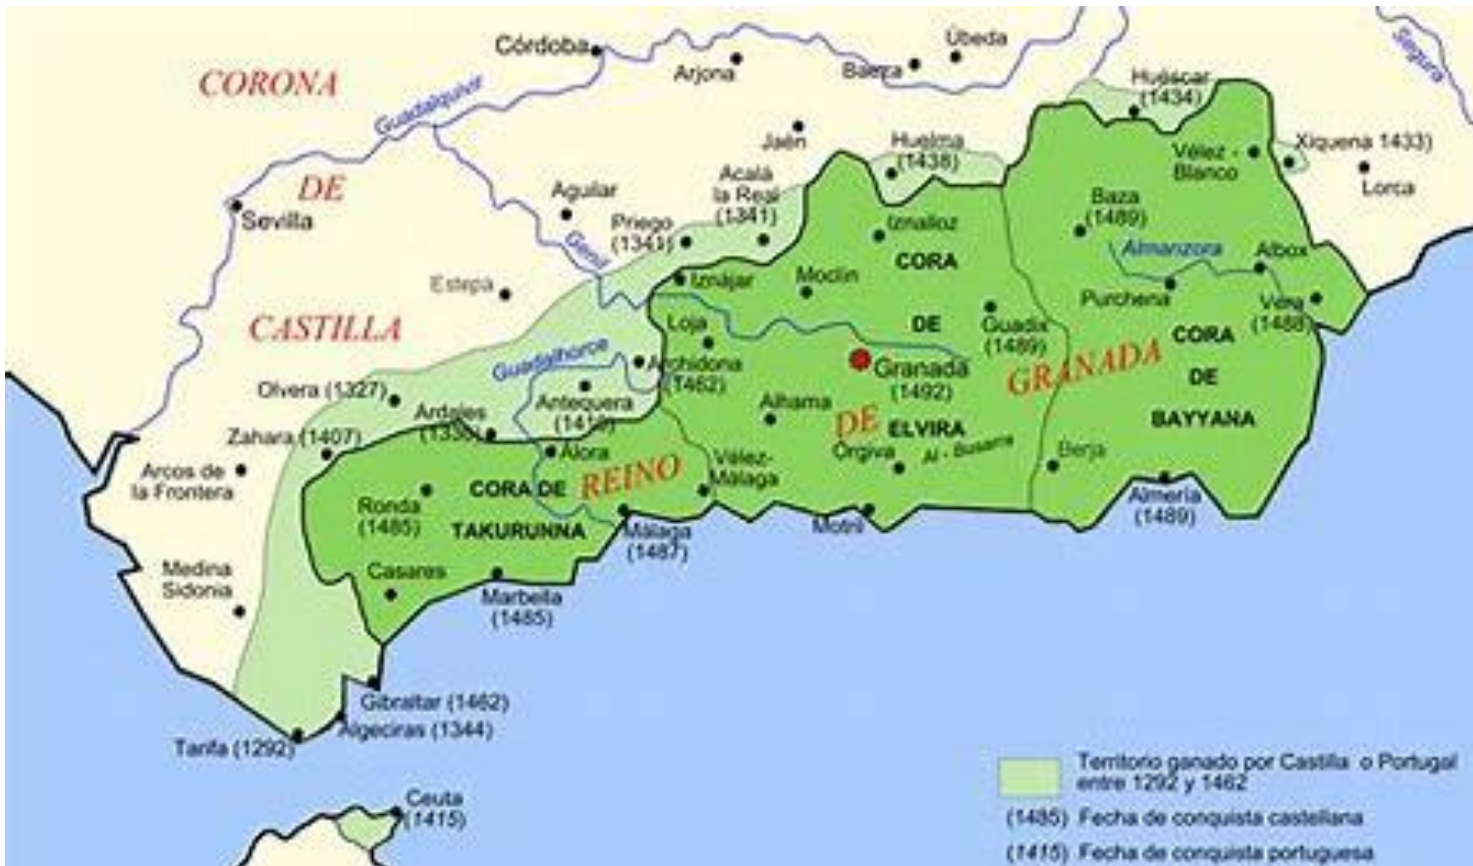 Córdoba
Úbeda
Baeza
Arjona
Huéscar
(1434)
Segura
CORONA
Guadalquivir
Jaén
Huelma
(1438)
Xiquena 1433)
Vélez -
Blanco
Lorca
DE
Sevilla
Aguilar
Acalá
la Real
(1341)
Priego
(1341)
Genil
Iznalloz
Baza
(1489)
Almanzora
Albox
Estepa
Iznájar
Moclín
CORA
DE
ELVIRA
Purchena
Vera
(1488)
CASTILLA
Loja
Guadix
(1489)
CORA
DE
BAYYANA
Guadalhorce
Archidona
(1462)
Granada
(1492)
GRANADA
Olvera (1327)
Antequera
Ardales
Alhama
DE
Zahara (1407)
Álora
REINO
Vélez-
Málaga
Órgiva
Berja
Arcos de
la Frontera
Ronda
(1485)
CORA DE
TAKURUNNA
Málaga
(1487)
Motril
Almería
(1489)
Medina
Sidonia
Casares
Marbella
(1485)
Gibraltar (1462)
Algeciras (1344)
Tarifa (1292)
Ceuta
(1415)
Territorio ganado por Castilla o Portugal
entre 1292 y 1462
(1485) Fecha de conquista castellana
(1415) Fecha de conquista portuguesa